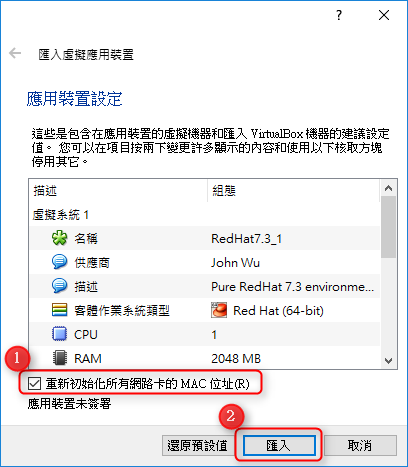 匯入虛擬應用裝置
應用裝置設定
這些是包含在應用裝置的虛擬機器和匯入 VirtualBox 機器的建議設定
值。 您可以在項目按兩下變更許多顯示的內容和使用以下核取方塊
停用其它。
描述 組態
虛擬系統 1
名稱 RedHat7.3_1
供應商 John Wu
描述 Pure RedHat 7.3 environme...
客體作業系統類型 Red Hat (64-bit)
CPU 1
RAM 2048 MB
1
重新初始化所有網路卡的 MAC 位址(R)
應用裝置未簽署
2
還原預設值 匯入 取消